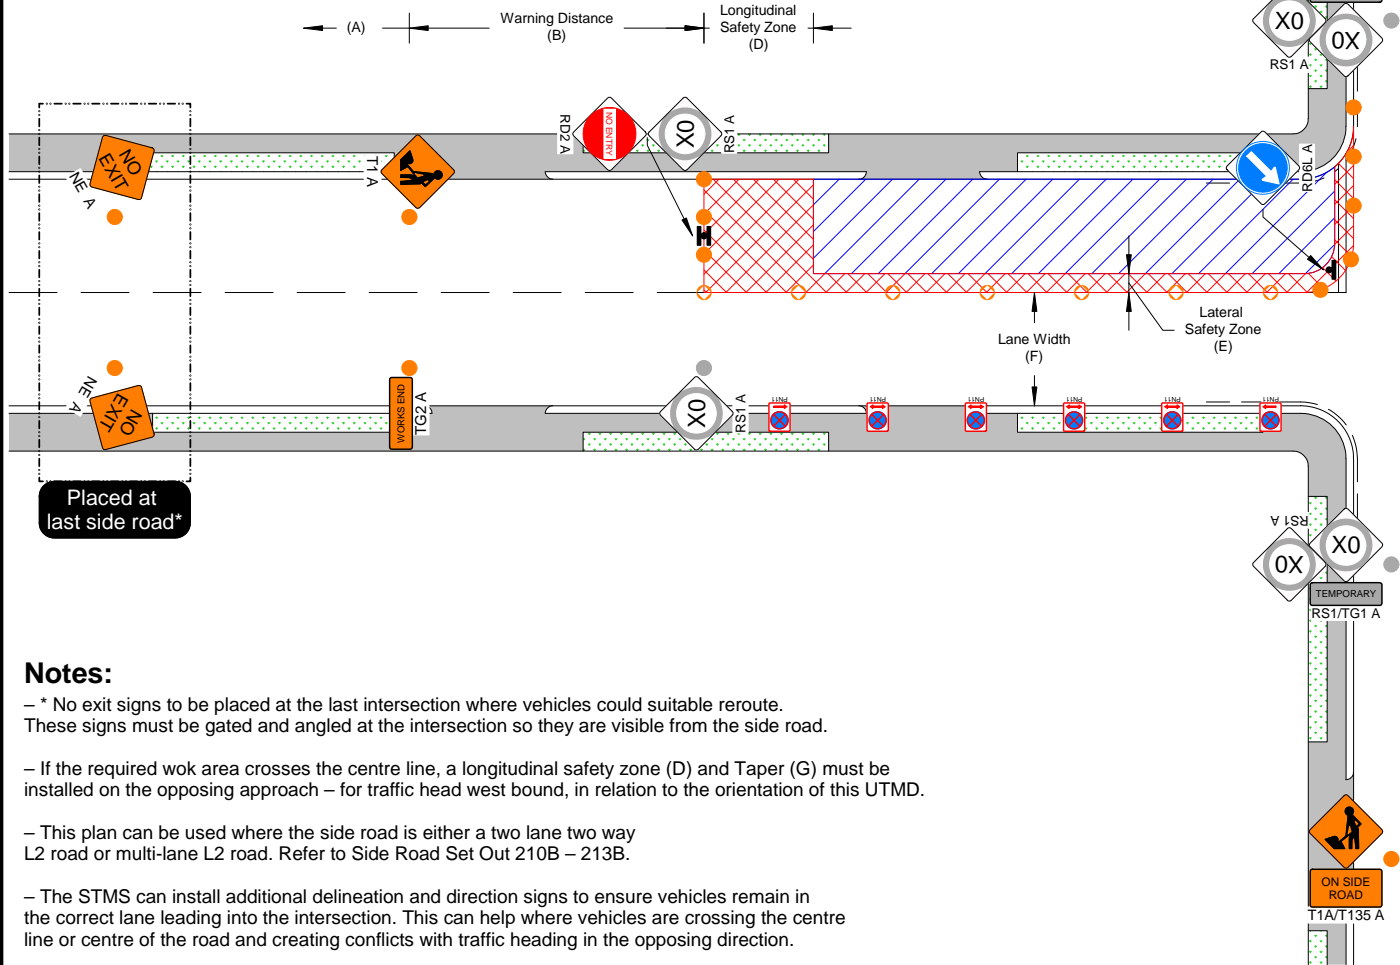 (A)
Warning Distance
(B)
Longitudinal
Safety Zone
(D)
X0
0X
RS1 A
RD2 A
NO ENTRY
X0
RS1 A
NO
EXIT
NE A
T1 A
RD6L A
Lateral
Safety Zone
(E)
Lane Width
(F)
NE A
NO
EXIT
WORKS END
TG2 A
X0
RS1 A
PN11
PN11
PN11
PN11
PN11
PN11
Placed at
last side road*
RS1 A
0X
X0
TEMPORARY
RS1/TG1 A
ON SIDE
ROAD
T1A/T135 A
Notes:
– * No exit signs to be placed at the last intersection where vehicles could suitable reroute.
These signs must be gated and angled at the intersection so they are visible from the side road.
– If the required wok area crosses the centre line, a longitudinal safety zone (D) and Taper (G) must be
installed on the opposing approach – for traffic head west bound, in relation to the orientation of this UTMD.
– This plan can be used where the side road is either a two lane two way
L2 road or multi-lane L2 road. Refer to Side Road Set Out 210B – 213B.
– The STMS can install additional delineation and direction signs to ensure vehicles remain in
the correct lane leading into the intersection. This can help where vehicles are crossing the centre
line or centre of the road and creating conflicts with traffic heading in the opposing direction.